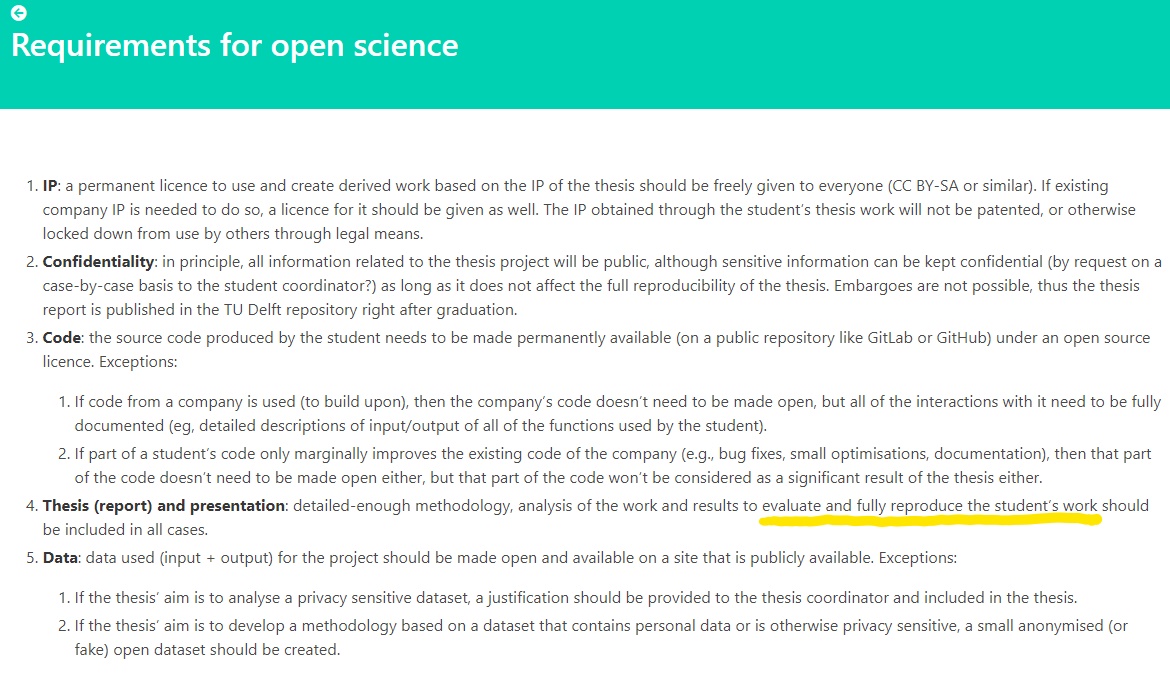 Requirements for open science
1. IP: a permanent licence to use and create derived work based on the IP of the thesis should be freely given to everyone (CC BY-SA or similar). If existing
company IP is needed to do so, a licence for it should be given as well. The IP obtained through the student’s thesis work will not be patented, or otherwise
locked down from use by others through legal means.
2. Confidentiality: in principle, all information related to the thesis project will be public, although sensitive information can be kept confidential (by request on a
case-by-case basis to the student coordinator?) as long as it does not affect the full reproducibility of the thesis. Embargoes are not possible, thus the thesis
report is published in the TU Delft repository right after graduation.
3. Code: the source code produced by the student needs to be made permanently available (on a public repository like GitLab or GitHub) under an open source
licence. Exceptions:
1. If code from a company is used (to build upon), then the company’s code doesn’t need to be made open, but all of the interactions with it need to be fully
documented (eg, detailed descriptions of input/output of all of the functions used by the student).
2. If part of a student’s code only marginally improves the existing code of the company (e.g., bug fixes, small optimisations, documentation), then that part
of the code doesn’t need to be made open either, but that part of the code won’t be considered as a significant result of the thesis either.
4. Thesis (report) and presentation: detailed-enough methodology, analysis of the work and results to evaluate and fully reproduce the student’s work should
be included in all cases.
5. Data: data used (input + output) for the project should be made open and available on a site that is publicly available. Exceptions:
1. If the thesis’ aim is to analyse a privacy sensitive dataset, a justification should be provided to the thesis coordinator and included in the thesis.
2. If the thesis’ aim is to develop a methodology based on a dataset that contains personal data or is otherwise privacy sensitive, a small anonymised (or
fake) open dataset should be created.